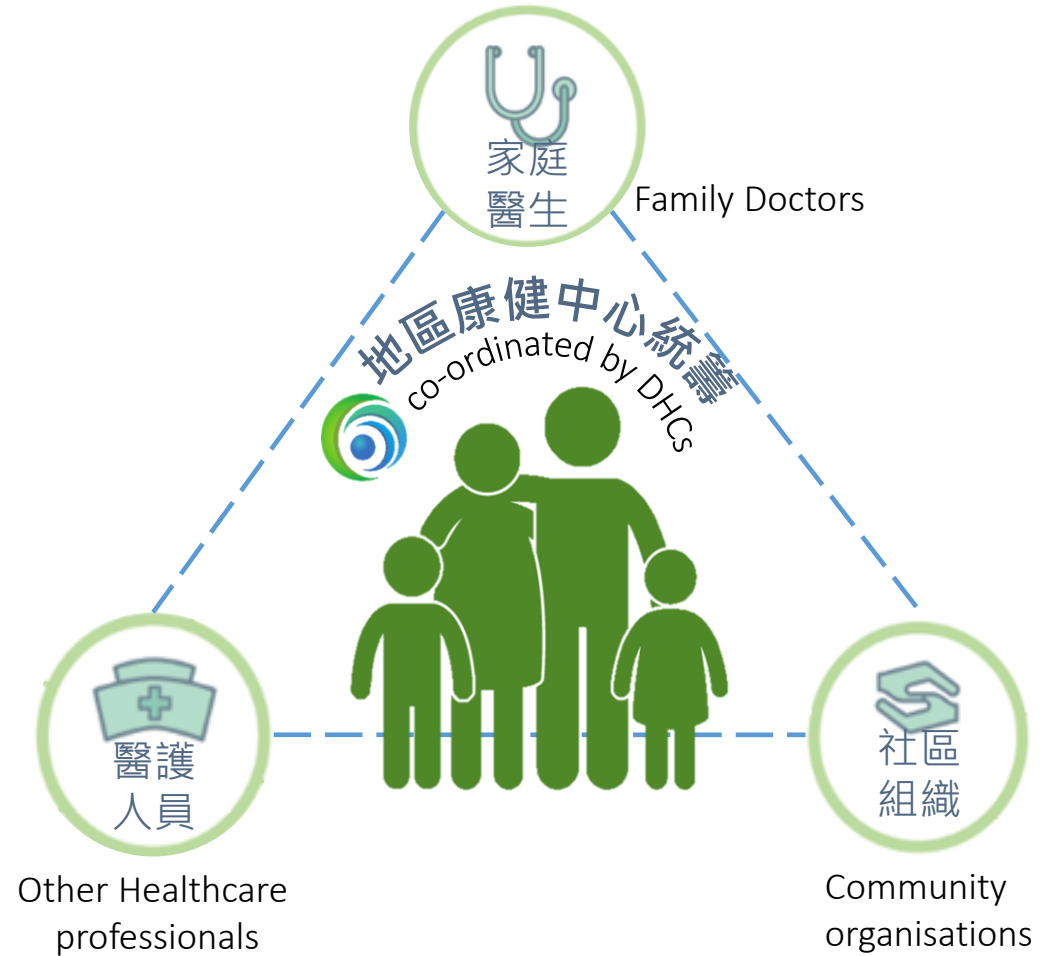 家庭
醫生
Family Doctors
地區康健中心統籌
co-ordinated by DHCs
醫護
人員
社區
組織
Other Healthcare
professionals
Community
organisations